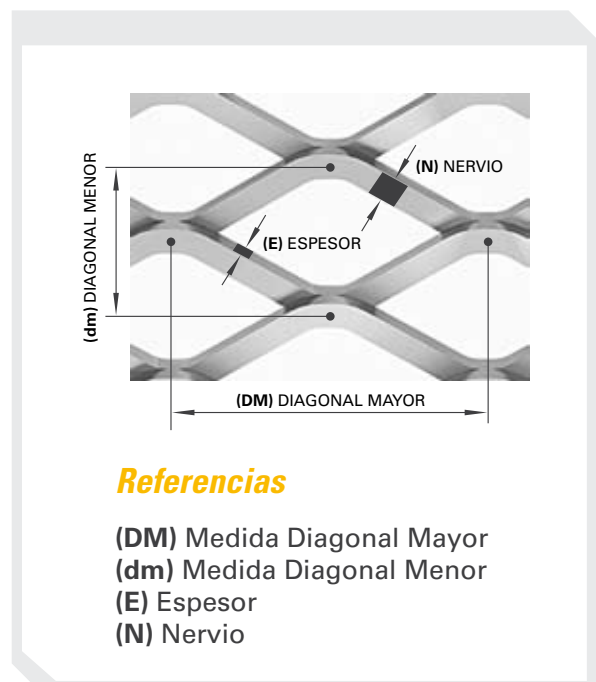 (N) NERVIO
(E) ESPESOR
(dm) DIAGONAL MENOR
(DM) DIAGONAL MAYOR
Referencias
(DM) Medida Diagonal Mayor
(dm) Medida Diagonal Menor
(E) Espesor
(N) Nervio